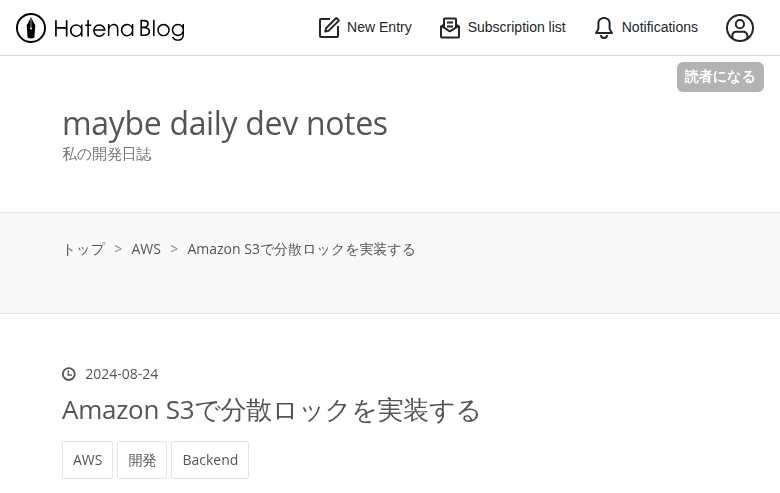 Hatena Blog New Entry Subscription list Notifications
読者になる
maybe daily dev notes
私の開発日誌
トップ > AWS > Amazon S3で分散ロックを実装する
2024-08-24
Amazon S3で分散ロックを実装する
AWS 開発 Backend